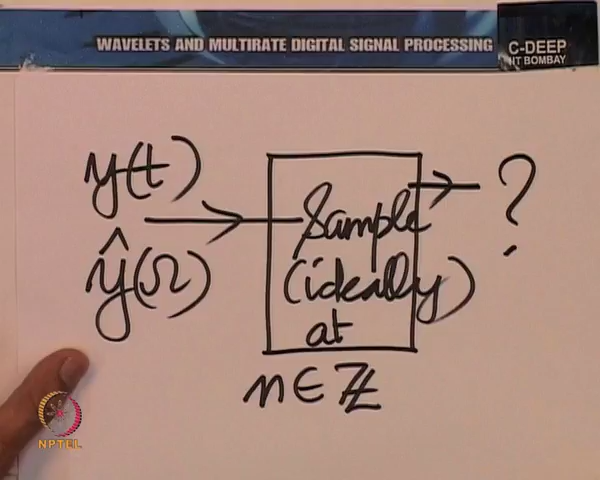 WAVELETS AND MULTIRATE DIGITAL SIGNAL PROCESSING
C-DEEP
IIT BOMBAY
y(t)
ŷ(Ω)
Sample
(ideally)
at
n∈ℤ
?
NPTEL